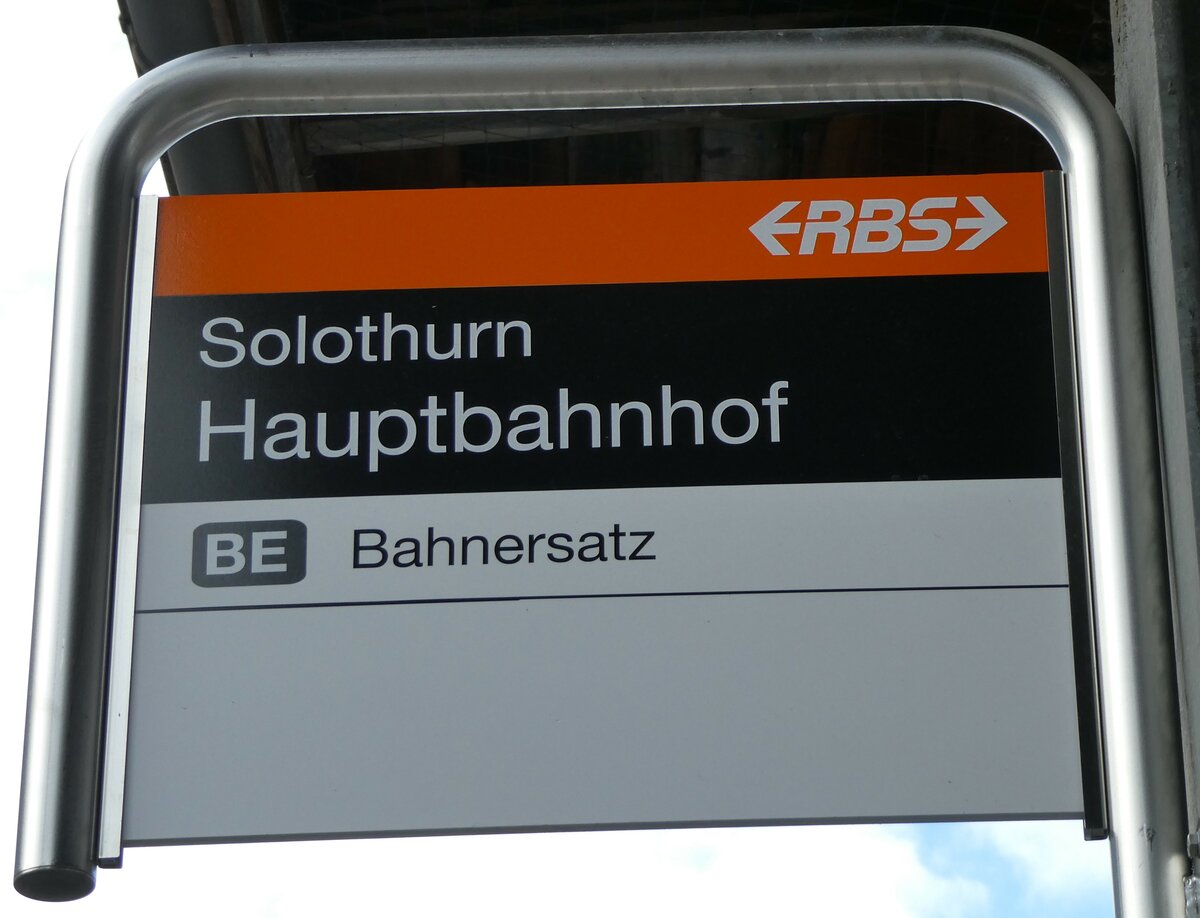 RBS
Solothurn
Hauptbahnhof
BE Bahnersatz